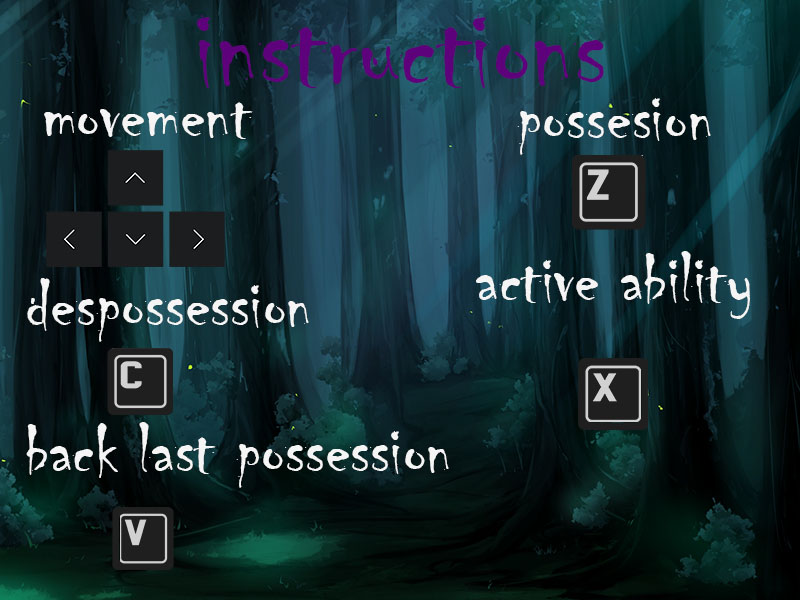 instructions
movement
possesion
Z
despossession
C
active ability
X
back last possession
V